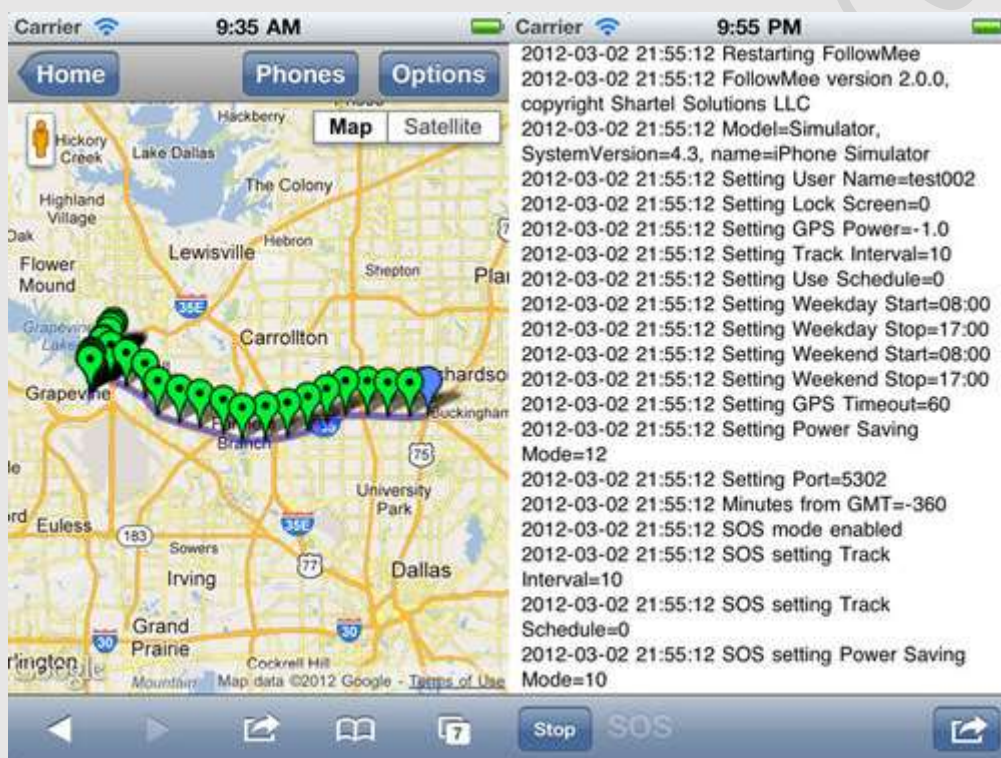 Carrier 9:35 AM
Home Phones Options
Map Satellite
Hackberry
Hickory
Creek
Lake Dallas
The Colony
Highland
Village
Oak
Lewisville
Hebron
Flower
Mound
Shepton
Pla
35E
Grapevine
Lake
Carrollton
Grapevine
hardso
Buckingham
Branch
75
University
Park
rd
Euless
35E
183
Sowers
77
Irving
Dallas
Grand
Prairie
30
30
rlington
Google
Cockrell Hill
Mountain
Map data ©2012 Google - Terms of Use
7
Carrier 9:55 PM
2012-03-02 21:55:12 Restarting FollowMee
2012-03-02 21:55:12 FollowMee version 2.0.0,
copyright Shartel Solutions LLC
2012-03-02 21:55:12 Model=Simulator,
SystemVersion=4.3, name=iPhone Simulator
2012-03-02 21:55:12 Setting User Name=test002
2012-03-02 21:55:12 Setting Lock Screen=0
2012-03-02 21:55:12 Setting GPS Power=-1.0
2012-03-02 21:55:12 Setting Track Interval=10
2012-03-02 21:55:12 Setting Use Schedule=0
2012-03-02 21:55:12 Setting Weekday Start=08:00
2012-03-02 21:55:12 Setting Weekday Stop=17:00
2012-03-02 21:55:12 Setting Weekend Start=08:00
2012-03-02 21:55:12 Setting Weekend Stop=17:00
2012-03-02 21:55:12 Setting GPS Timeout=60
2012-03-02 21:55:12 Setting Power Saving
Mode=12
2012-03-02 21:55:12 Setting Port=5302
2012-03-02 21:55:12 Minutes from GMT=-360
2012-03-02 21:55:12 SOS mode enabled
2012-03-02 21:55:12 SOS setting Track
Interval=10
2012-03-02 21:55:12 SOS setting Track
Schedule=0
2012-03-02 21:55:12 SOS setting Power Saving
Mode=10
Stop SOS